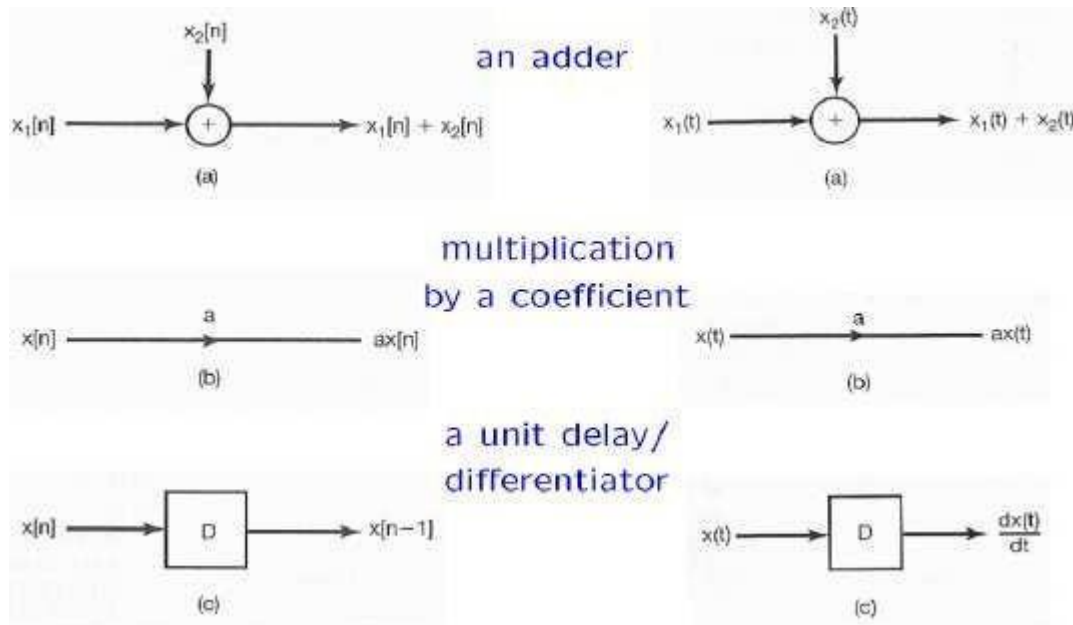 x₂[n]
x₁[n]
+
x₁[n] + x₂[n]
(a)
an adder
x₂(t)
x₁(t)
+
x₁(t) + x₂(t)
(a)
multiplication
by a coefficient
x[n]
a
ax[n]
(b)
x(t)
a
ax(t)
(b)
a unit delay/
differentiator
x[n]
D
x[n−1]
(c)
x(t)
D
dx(t)
dt
(c)